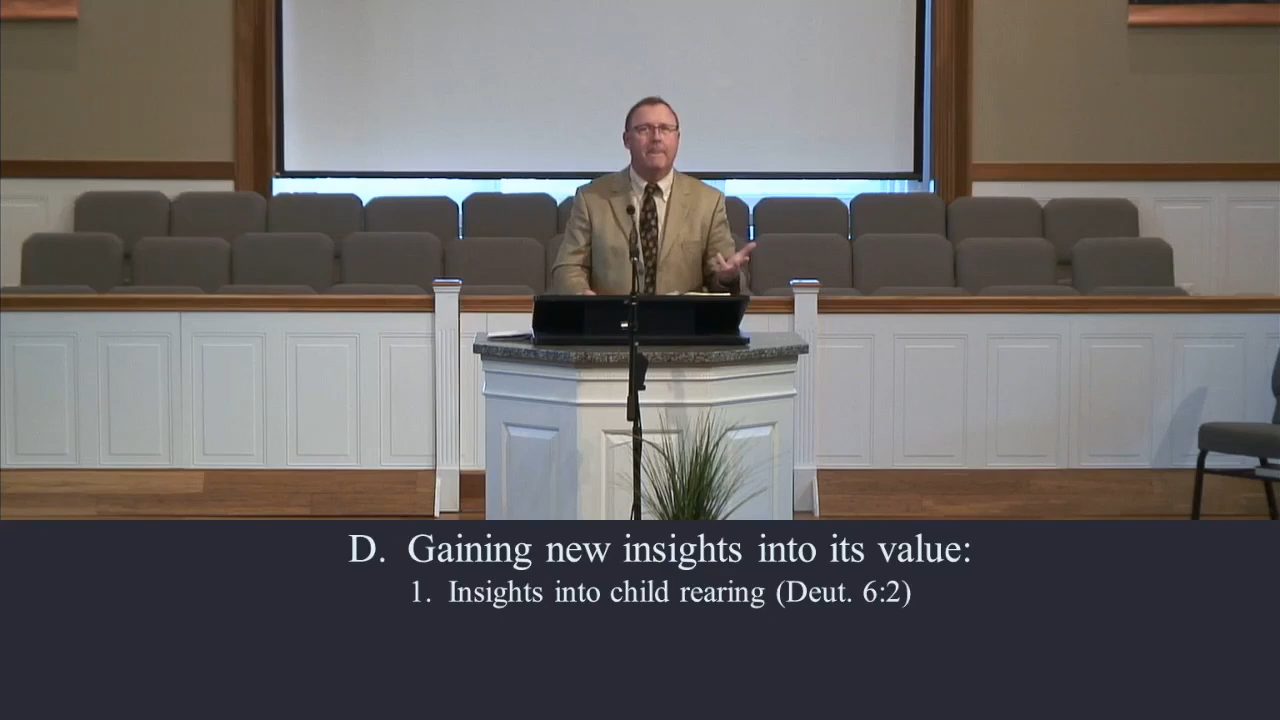 D. Gaining new insights into its value:
1. Insights into child rearing (Deut. 6:2)